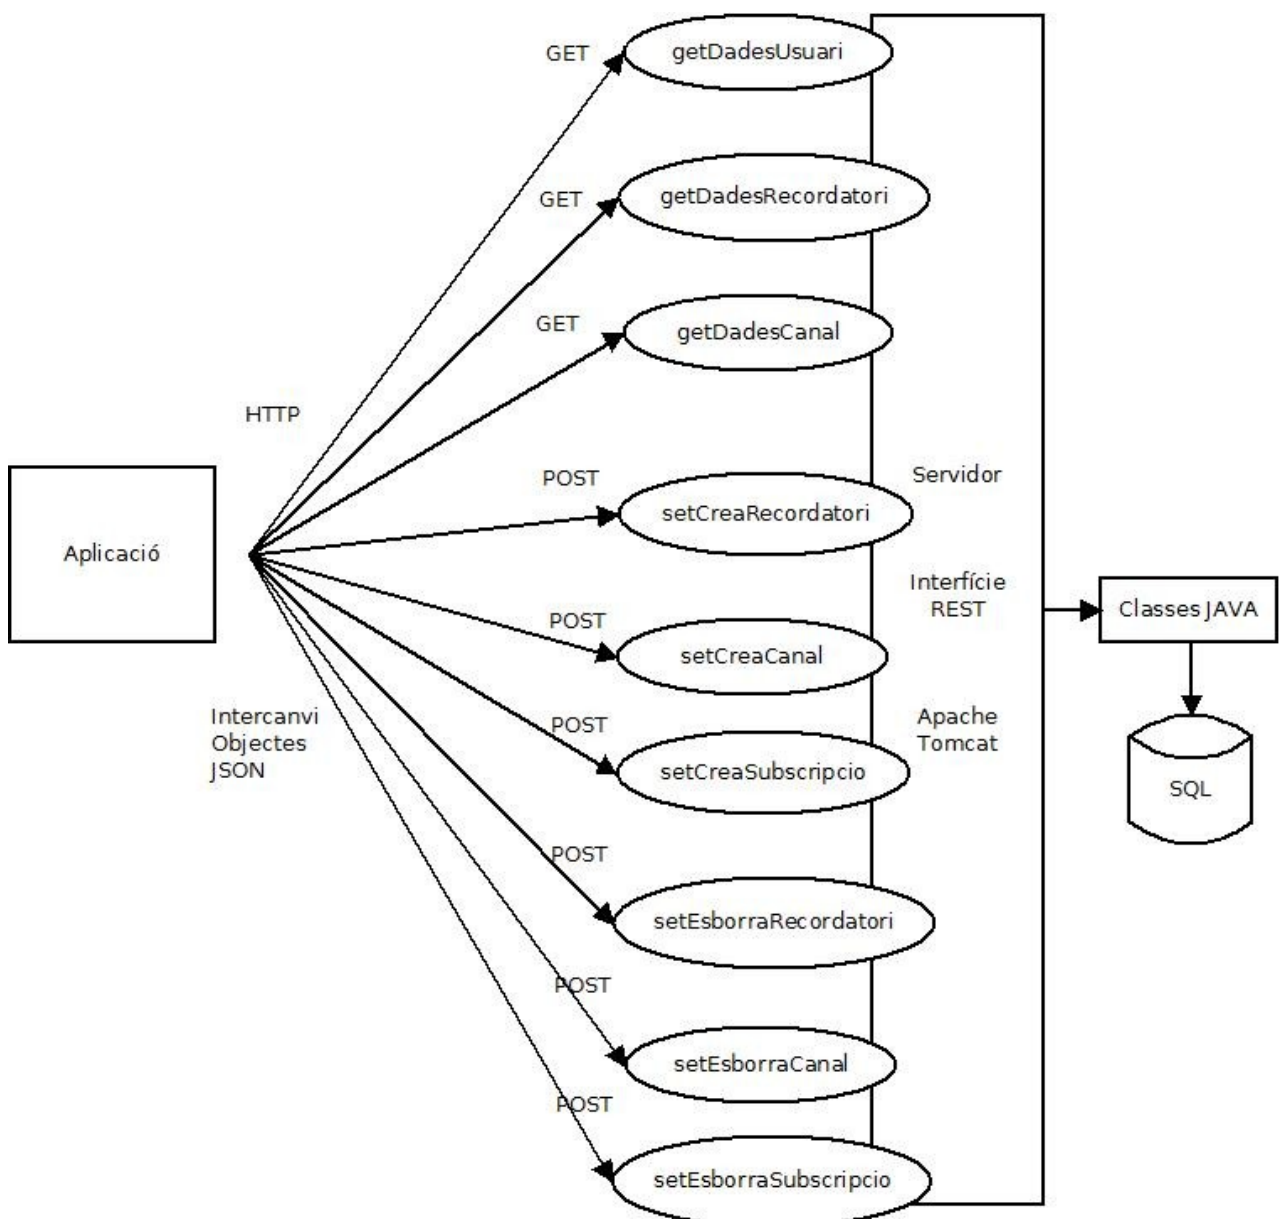 GET
getDadesUsuari
GET
getDadesRecordatori
GET
getDadesCanal
HTTP
POST
setCreaRecordatori
Servidor
Aplicació
Interfície
REST
Classes JAVA
POST
setCreaCanal
Intercanvi
Objectes
JSON
POST
setCreaSubscripcio
Apache
Tomcat
SQL
POST
setEsborraRecordatori
POST
setEsborraCanal
POST
setEsborraSubscripcio